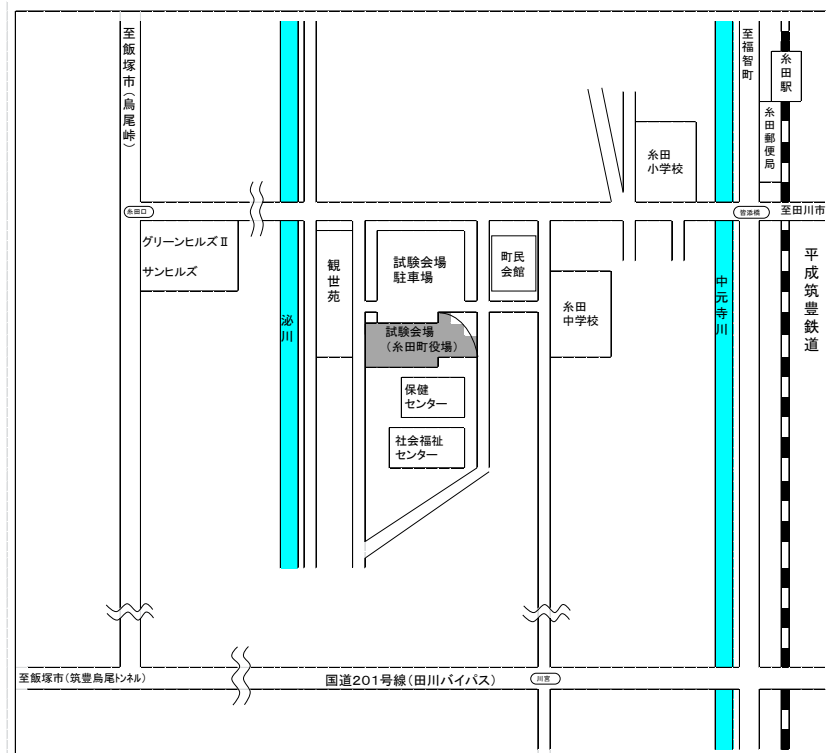 至飯塚市(烏尾峠)
至福智町
糸田駅
糸田郵便局
糸田
小学校
糸田口
皆添橋
至田川市
グリーンヒルズⅡ
サンヒルズ
観世苑
試験会場
駐車場
町民
会館
糸田
中学校
泌川
中元寺川
平成筑豊鉄道
試験会場
(糸田町役場)
保健
センター
社会福祉
センター
至飯塚市(筑豊烏尾トンネル)
国道201号線(田川バイパス)
川宮